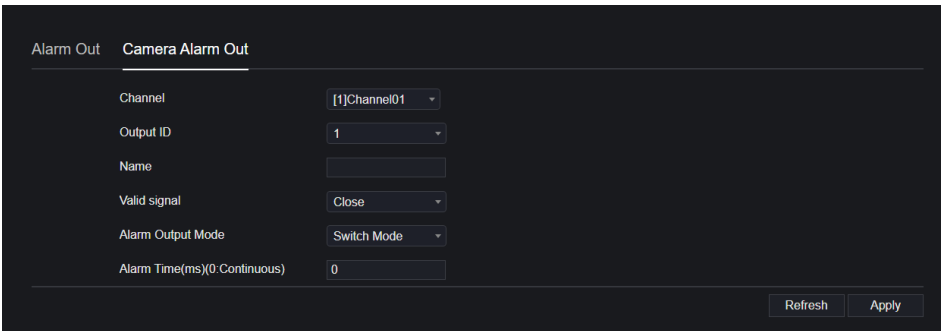 Alarm Out Camera Alarm Out
Channel [1]Channel01
Output ID 1
Name
Valid signal Close
Alarm Output Mode Switch Mode
Alarm Time(ms)(0:Continuous) 0
Refresh Apply